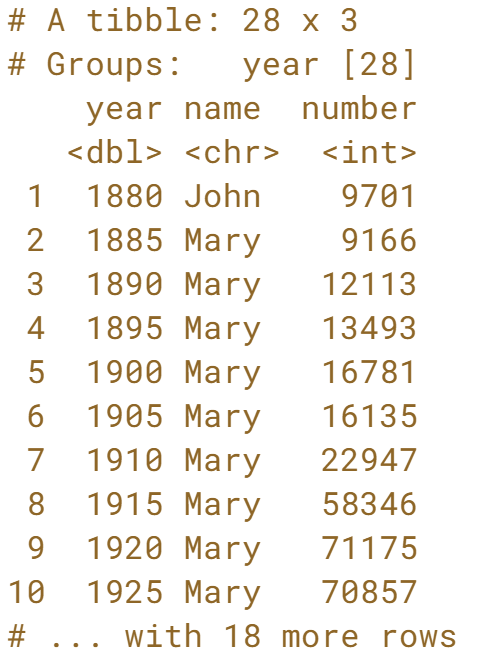 # A tibble: 28 x 3
# Groups:   year [28]
    year name  number
   <dbl> <chr>  <int>
 1  1880 John    9701
 2  1885 Mary    9166
 3  1890 Mary   12113
 4  1895 Mary   13493
 5  1900 Mary   16781
 6  1905 Mary   16135
 7  1910 Mary   22947
 8  1915 Mary   58346
 9  1920 Mary   71175
10  1925 Mary   70857
# ... with 18 more rows